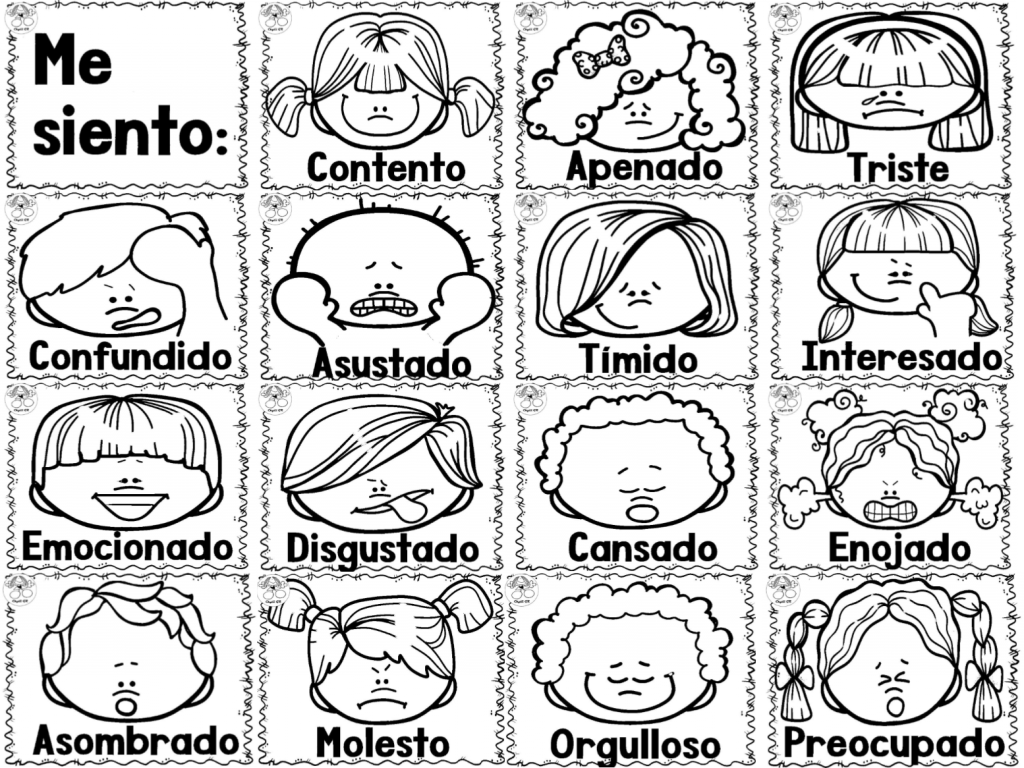 Me
siento:
Contento
Apenado
Triste
Confundido
Asustado
Tímido
Interesado
Emocionado
Disgustado
Cansado
Enojado
Asombrado
Molesto
Orgulloso
Preocupado